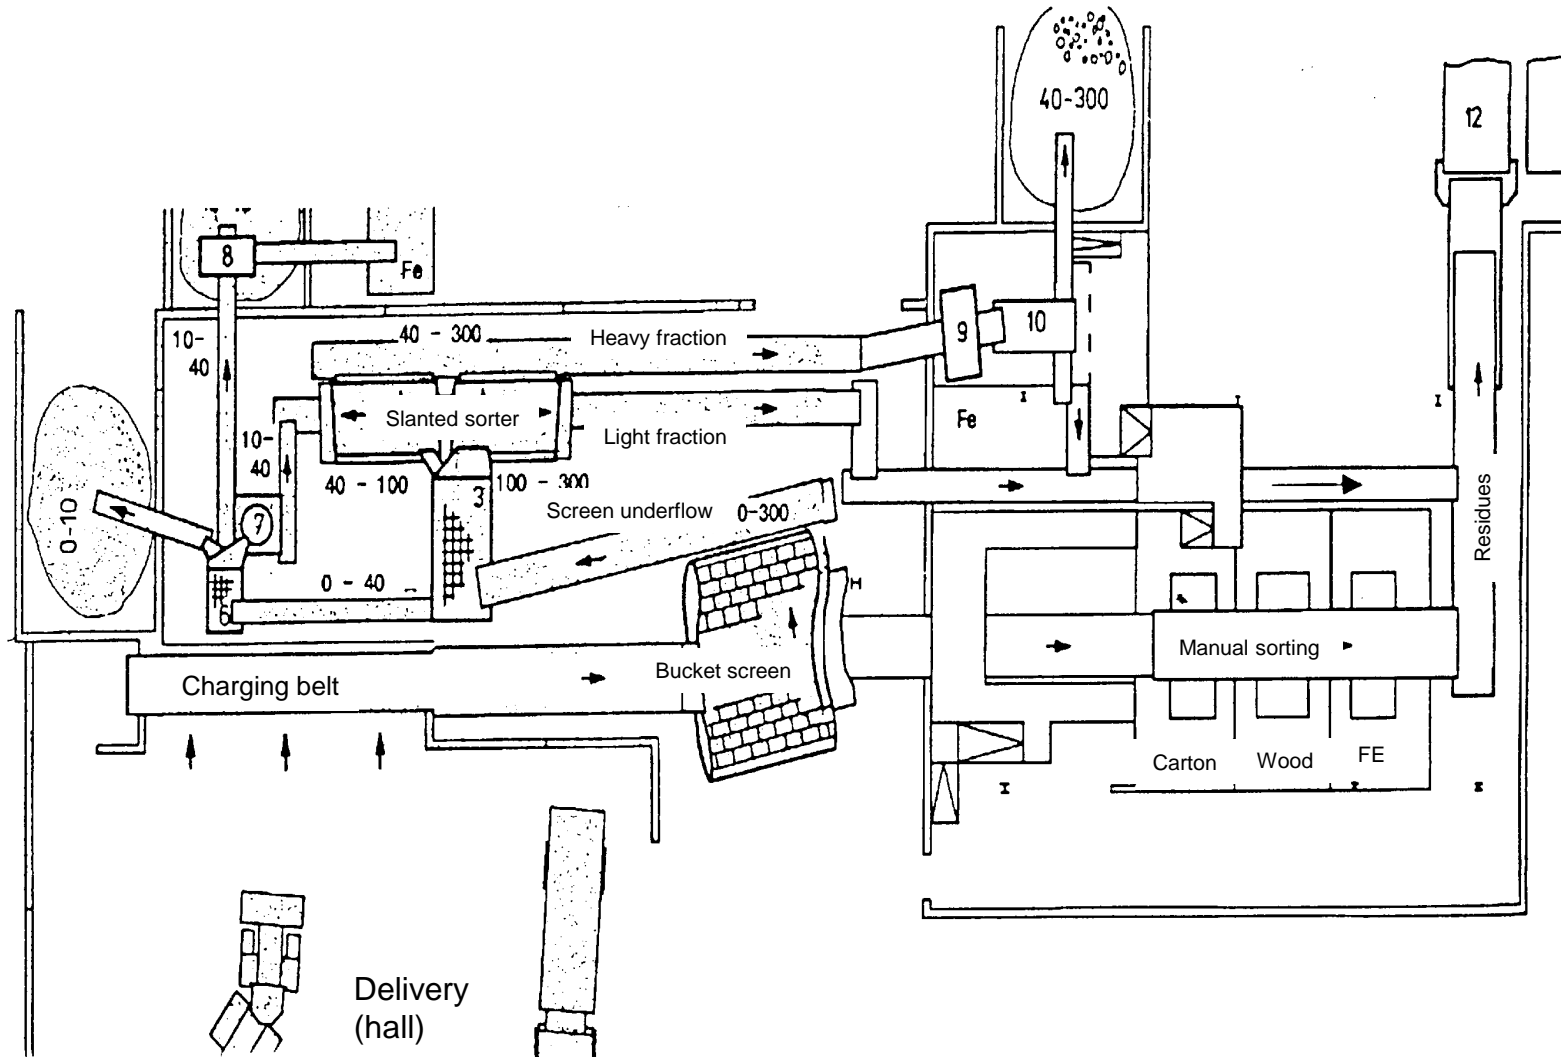 40-300
12
8
Fe
10-
40
40 - 300
Heavy fraction
9
10
Slanted sorter
Light fraction
Fe
10-
40
40 - 100
3
100 - 300
Screen underflow
0-300
0-10
7
Residues
0 - 40
6
H
Manual sorting
Bucket screen
Charging belt
Carton
Wood
FE
Delivery
(hall)